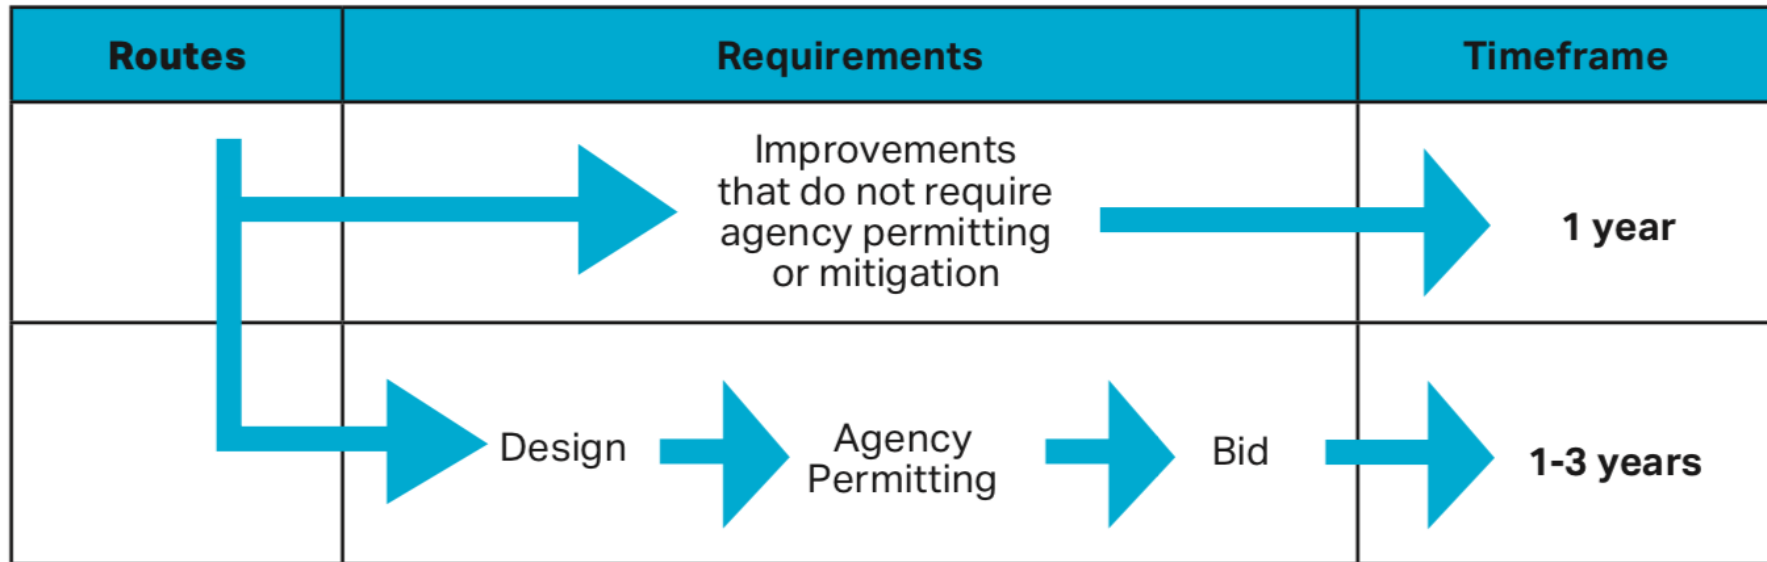 Routes
Requirements
Timeframe
Improvements
that do not require
agency permitting
or mitigation
1 year
Design
Agency
Permitting
Bid
1-3 years